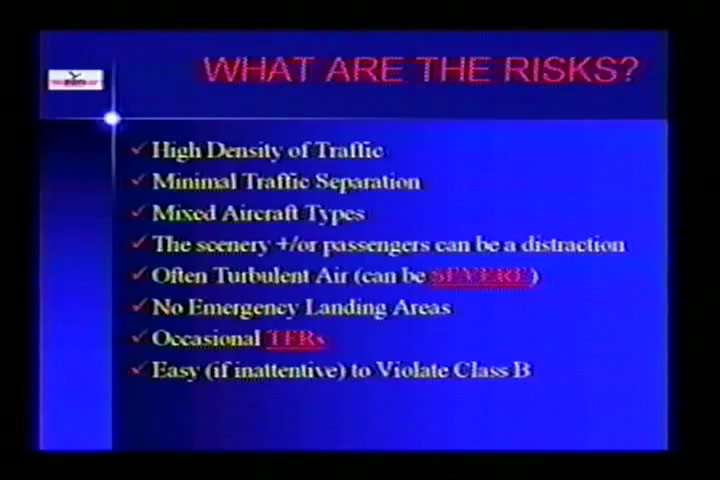 WHAT ARE THE RISKS?
High Density of Traffic
Minimal Traffic Separation
Mixed Aircraft Types
The scenery +/or passengers can be a distraction
Often Turbulent Air (can be SEVERE)
No Emergency Landing Areas
Occasional TFRs
Easy (if inattentive) to Violate Class B